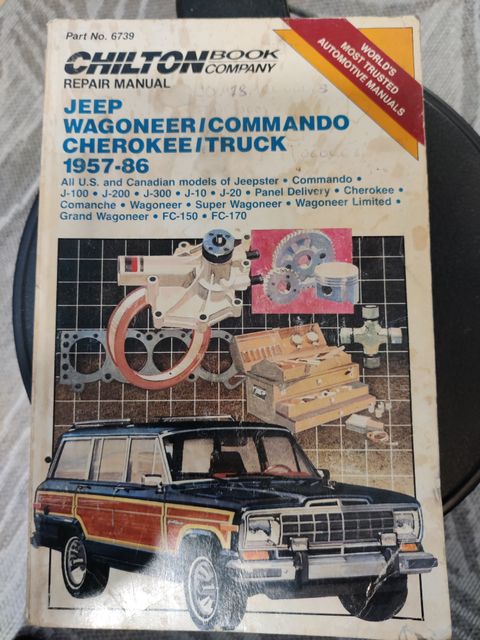 Part No. 6739
CHILTON BOOK COMPANY
REPAIR MANUAL
WORLD'S
MOST TRUSTED
AUTOMOTIVE MANUALS
JEEP
WAGONEER/COMMANDO
CHEROKEE/TRUCK
1957-86
All U.S. and Canadian models of Jeepster • Commando •
J-100 • J-200 • J-300 • J-10 • J-20 • Panel Delivery • Cherokee •
Comanche • Wagoneer • Super Wagoneer • Wagoneer Limited •
Grand Wagoneer • FC-150 • FC-170